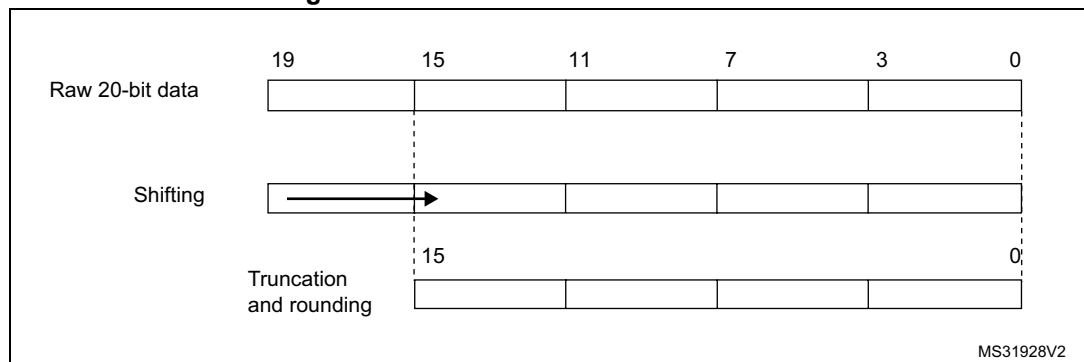 19 15 11 7 3 0
Raw 20-bit data
Shifting
15 0
Truncation
and rounding
MS31928V2